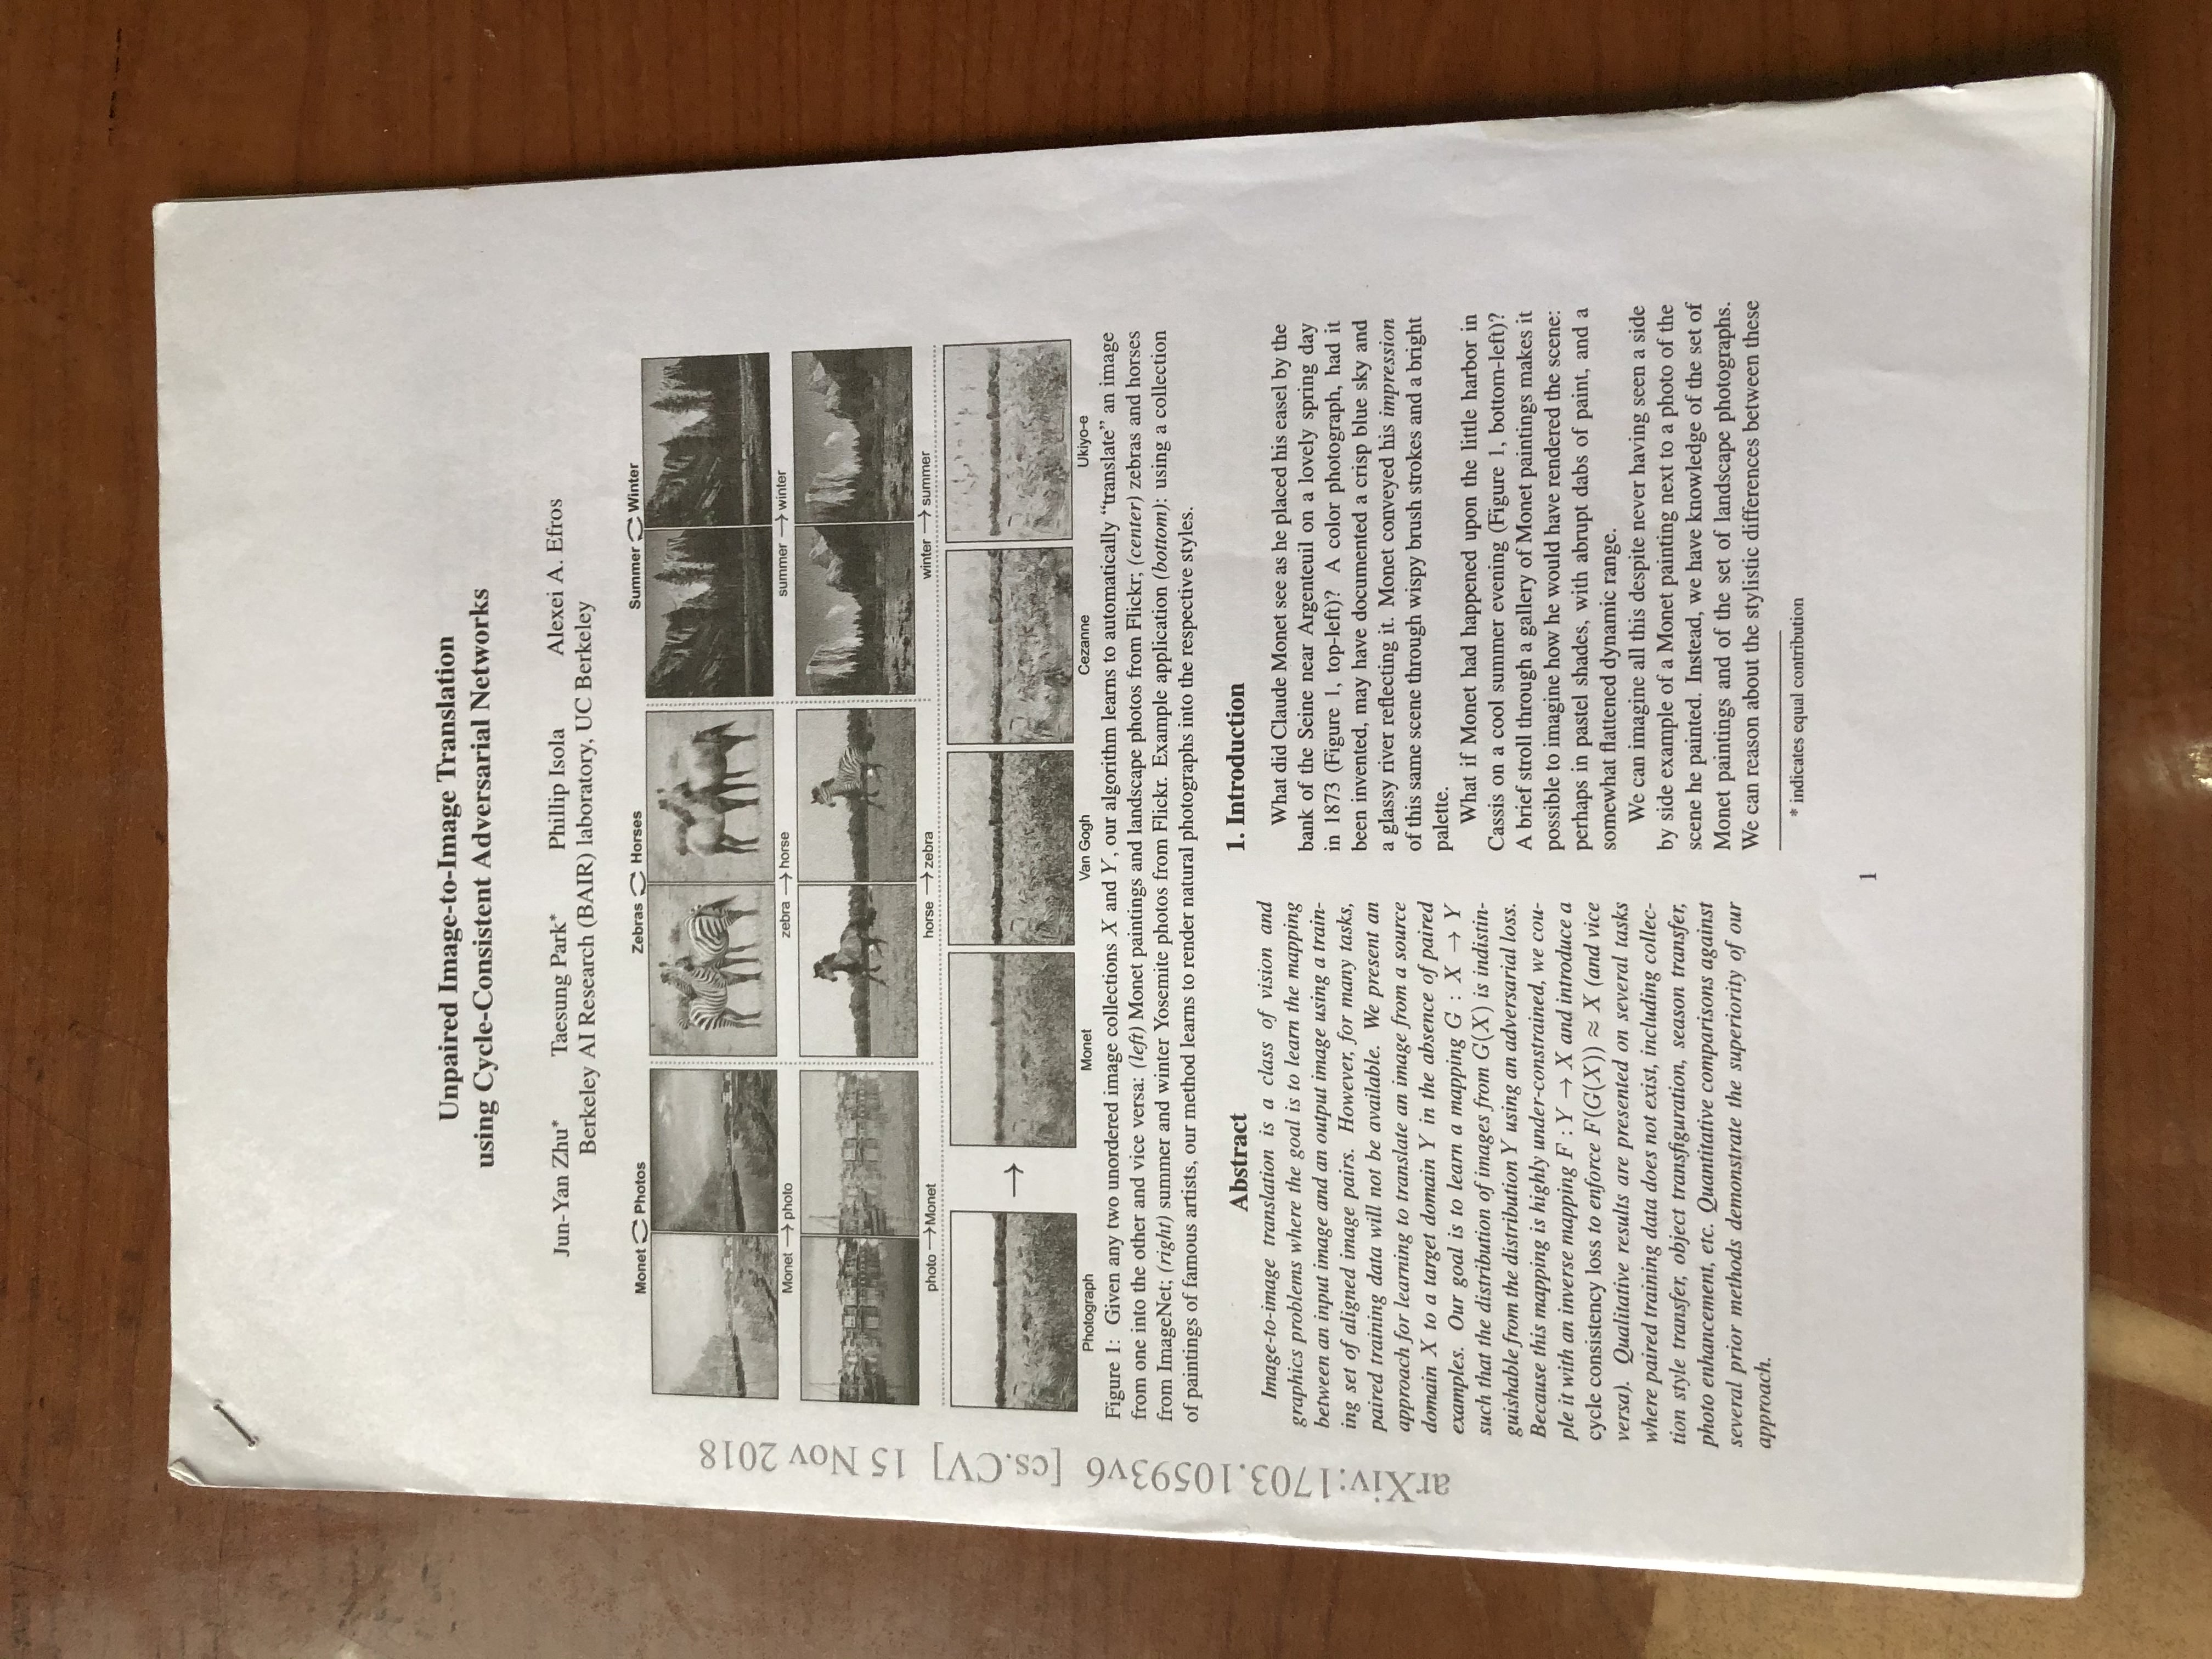 Unpaired Image-to-Image Translation
using Cycle-Consistent Adversarial Networks
Jun-Yan Zhu* Taesung Park* Phillip Isola Alexei A. Efros
Berkeley AI Research (BAIR) laboratory, UC Berkeley
arXiv:1703.10593v6 [cs.CV] 15 Nov 2018
Monet Photos
Zebras Horses
Summer Winter
Monet → photo
zebra → horse
summer → winter
photo → Monet
horse → zebra
winter → summer
→
Photograph
Monet
Van Gogh
Cezanne
Ukiyo-e
Figure 1: Given any two unordered image collections X and Y, our algorithm learns to automatically “translate” an image
from one into the other and vice versa: (left) Monet paintings and landscape photos from Flickr; (center) zebras and horses
from ImageNet; (right) summer and winter Yosemite photos from Flickr. Example application (bottom): using a collection
of paintings of famous artists, our method learns to render natural photographs into the respective styles.
Abstract
Image-to-image translation is a class of vision and
graphics problems where the goal is to learn the mapping
between an input image and an output image using a train-
ing set of aligned image pairs. However, for many tasks,
paired training data will not be available. We present an
approach for learning to translate an image from a source
domain X to a target domain Y in the absence of paired
examples. Our goal is to learn a mapping G : X → Y
such that the distribution of images from G(X) is indistin-
guishable from the distribution Y using an adversarial loss.
Because this mapping is highly under-constrained, we cou-
ple it with an inverse mapping F : Y → X and introduce a
cycle consistency loss to enforce F(G(X)) ≈ X (and vice
versa). Qualitative results are presented on several tasks
where paired training data does not exist, including collec-
tion style transfer, object transfiguration, season transfer,
photo enhancement, etc. Quantitative comparisons against
several prior methods demonstrate the superiority of our
approach.
1. Introduction
What did Claude Monet see as he placed his easel by the
bank of the Seine near Argenteuil on a lovely spring day
in 1873 (Figure 1, top-left)? A color photograph, had it
been invented, may have documented a crisp blue sky and
a glassy river reflecting it. Monet conveyed his impression
of this same scene through wispy brush strokes and a bright
palette.
What if Monet had happened upon the little harbor in
Cassis on a cool summer evening (Figure 1, bottom-left)?
A brief stroll through a gallery of Monet paintings makes it
possible to imagine how he would have rendered the scene:
perhaps in pastel shades, with abrupt dabs of paint, and a
somewhat flattened dynamic range.
We can imagine all this despite never having seen a side
by side example of a Monet painting next to a photo of the
scene he painted. Instead, we have knowledge of the set of
Monet paintings and of the set of landscape photographs.
We can reason about the stylistic differences between these
* indicates equal contribution
1